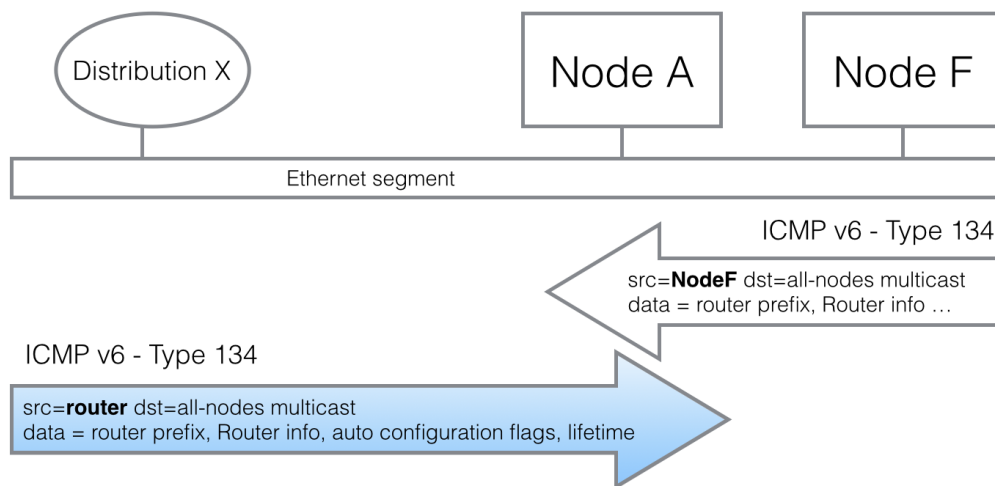 Distribution X
Node A
Node F
Ethernet segment
ICMP v6 - Type 134
src=NodeF dst=all-nodes multicast
data = router prefix, Router info …
ICMP v6 - Type 134
src=router dst=all-nodes multicast
data = router prefix, Router info, auto configuration flags, lifetime